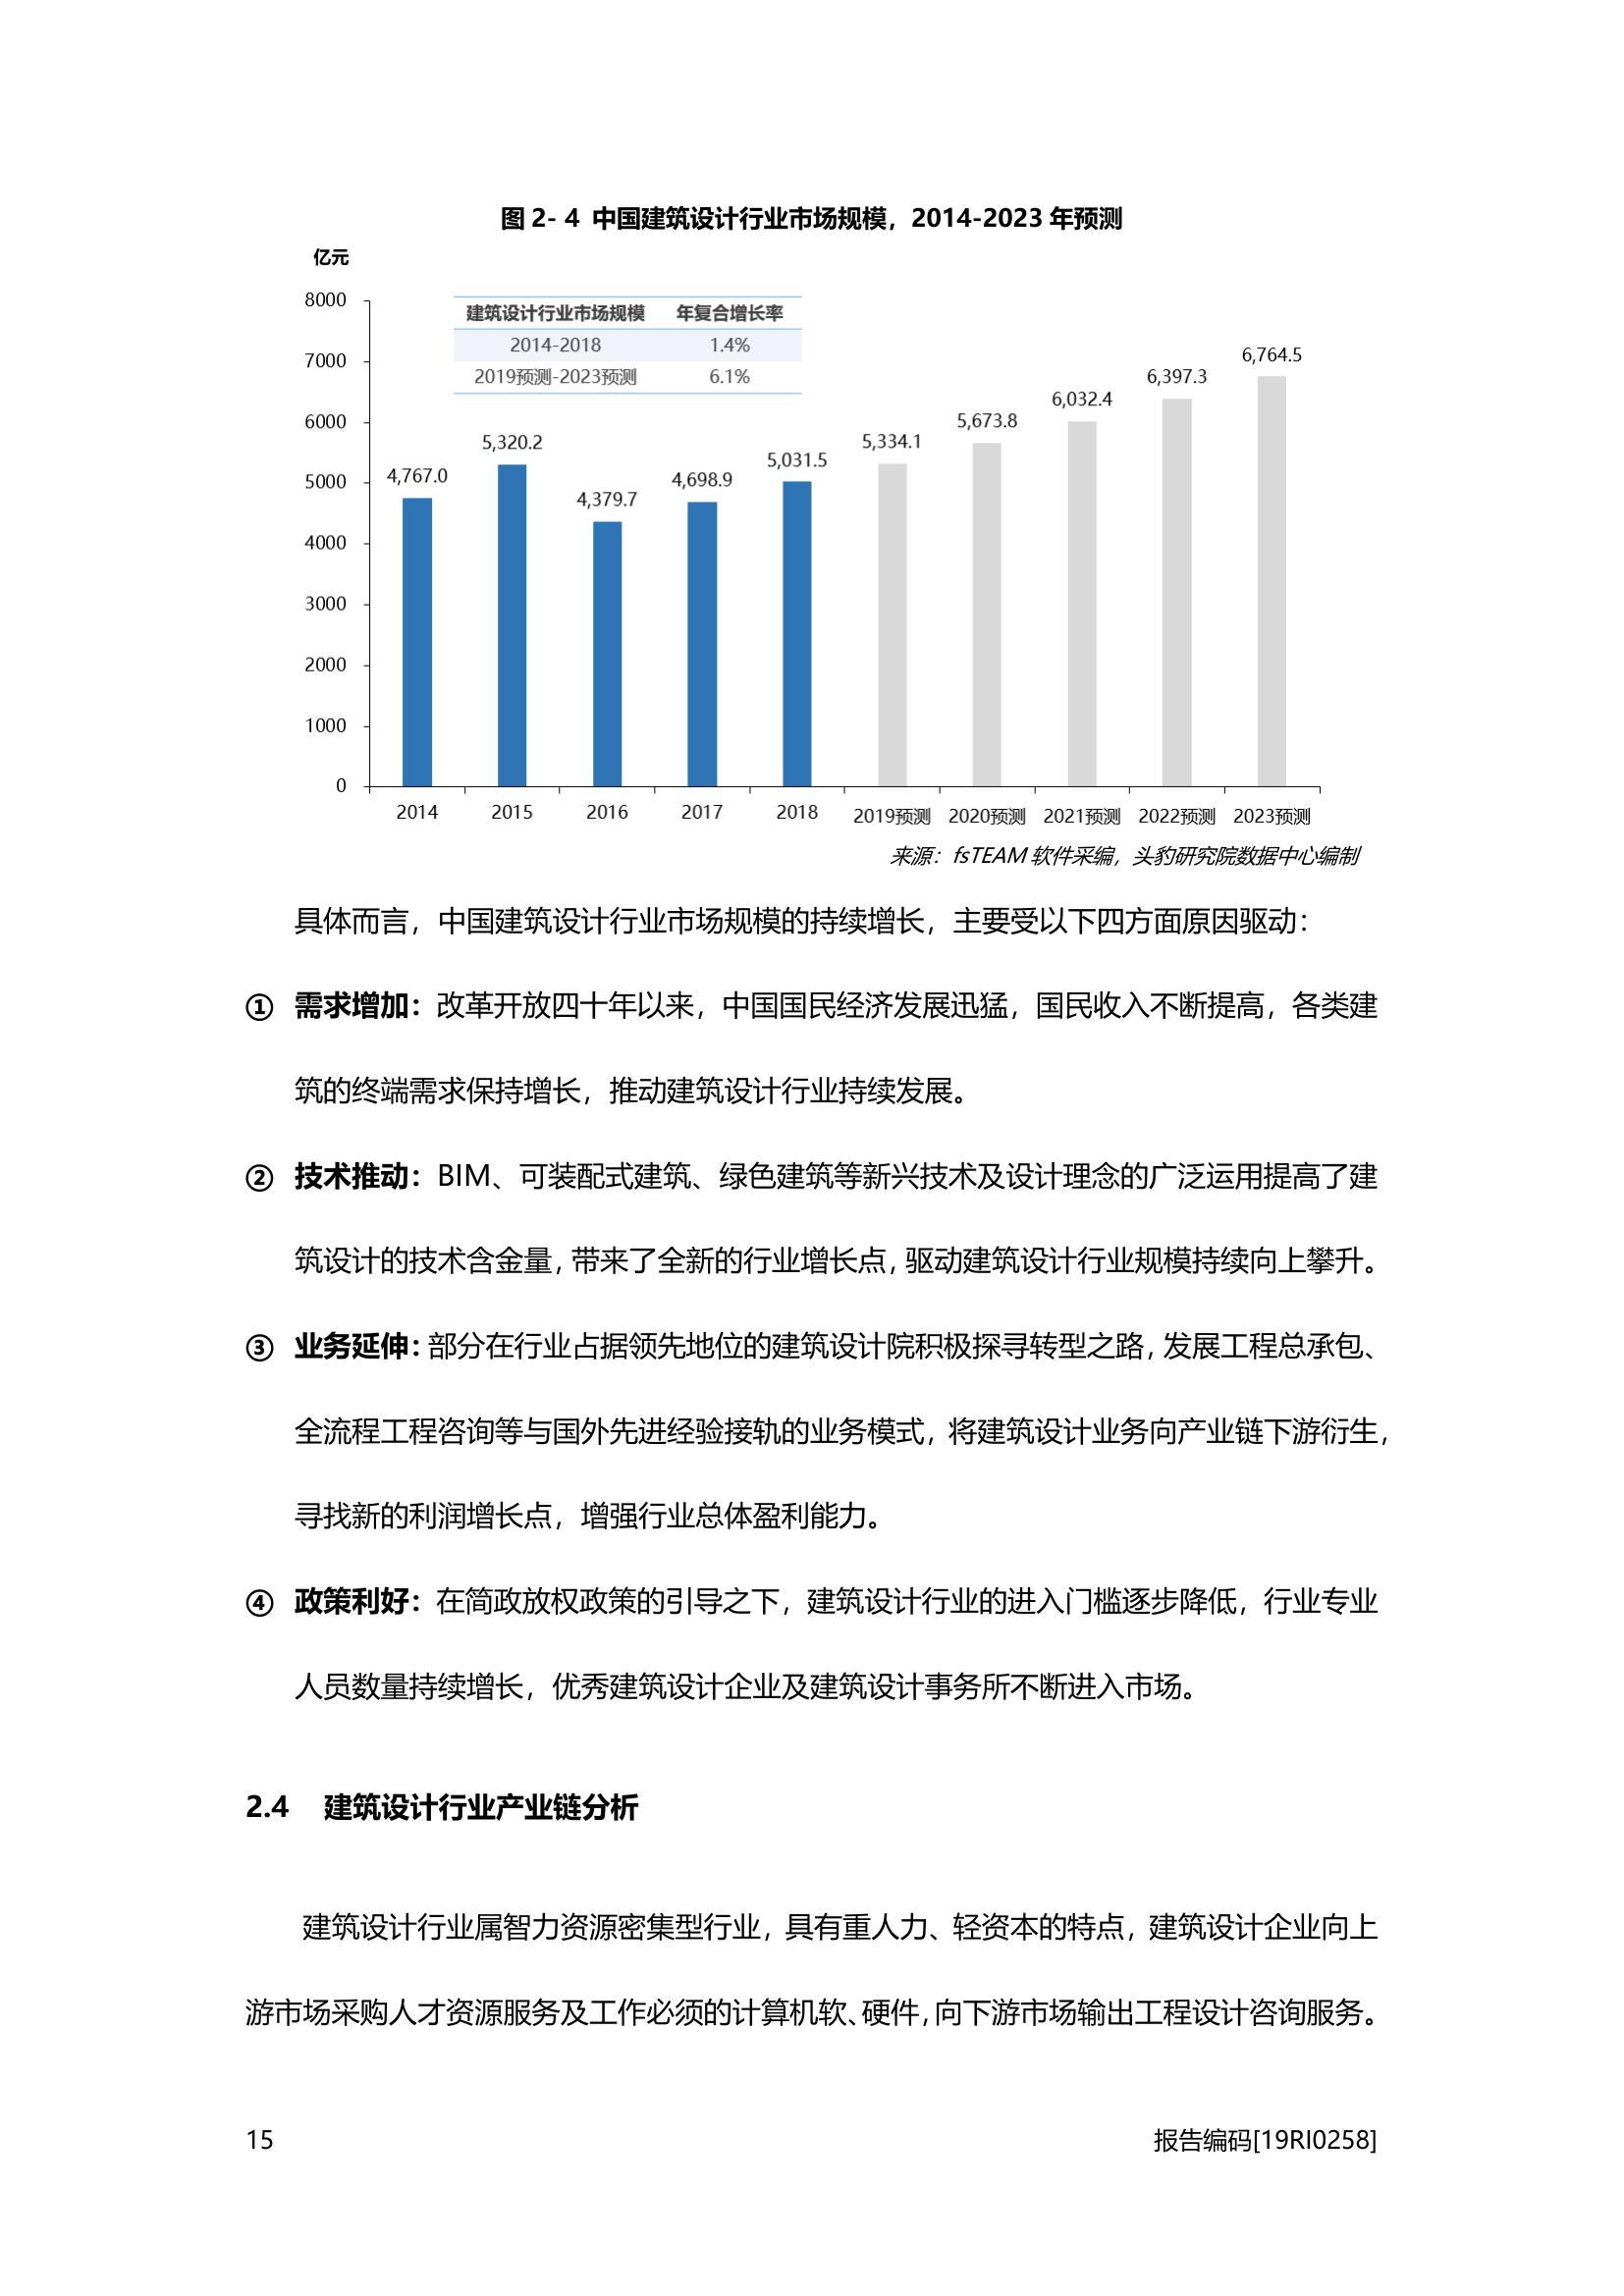 图 2- 4 中国建筑设计行业市场规模，2014-2023 年预测
亿元
8000
7000
6000
5000
4000
3000
2000
1000
0
建筑设计行业市场规模 年复合增长率
2014-2018 1.4%
2019预测-2023预测 6.1%
4,767.0
5,320.2
4,379.7
4,698.9
5,031.5
5,334.1
5,673.8
6,032.4
6,397.3
6,764.5
2014 2015 2016 2017 2018 2019预测 2020预测 2021预测 2022预测 2023预测
来源：fsTEAM 软件采编，头豹研究院数据中心编制
具体而言，中国建筑设计行业市场规模的持续增长，主要受以下四方面原因驱动：
① 需求增加：改革开放四十年以来，中国国民经济发展迅猛，国民收入不断提高，各类建
筑的终端需求保持增长，推动建筑设计行业持续发展。
② 技术推动：BIM、可装配式建筑、绿色建筑等新兴技术及设计理念的广泛运用提高了建
筑设计的技术含金量，带来了全新的行业增长点，驱动建筑设计行业规模持续向上攀升。
③ 业务延伸：部分在行业占据领先地位的建筑设计院积极探寻转型之路，发展工程总承包、
全流程工程咨询等与国外先进经验接轨的业务模式，将建筑设计业务向产业链下游衍生，
寻找新的利润增长点，增强行业总体盈利能力。
④ 政策利好：在简政放权政策的引导之下，建筑设计行业的进入门槛逐步降低，行业专业
人员数量持续增长，优秀建筑设计企业及建筑设计事务所不断进入市场。
2.4 建筑设计行业产业链分析
建筑设计行业属智力资源密集型行业，具有重人力、轻资本的特点，建筑设计企业向上
游市场采购人才资源服务及工作必须的计算机软、硬件，向下游市场输出工程设计咨询服务。
15
报告编码[19RI0258]